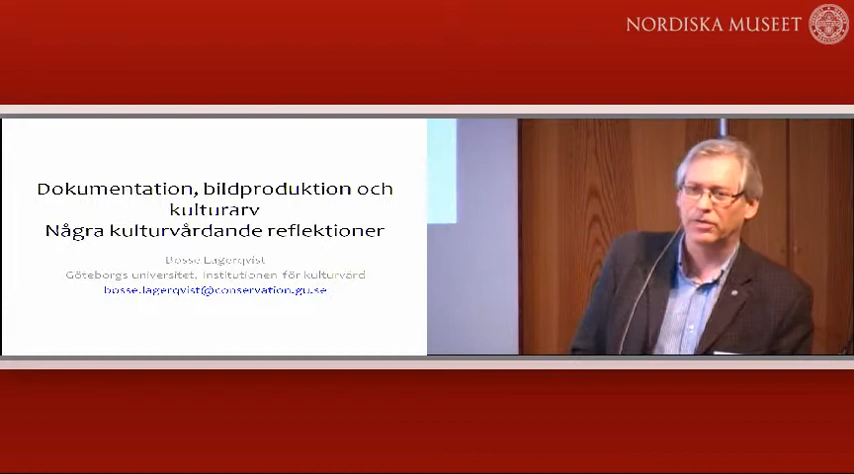 NORDISKA MUSEET
Dokumentation, bildproduktion och
kulturarv
Några kulturvårdande reflektioner
Bosse Lagerqvist
Göteborgs universitet, Institutionen för kulturvård
bosse.lagerqvist@conservation.gu.se